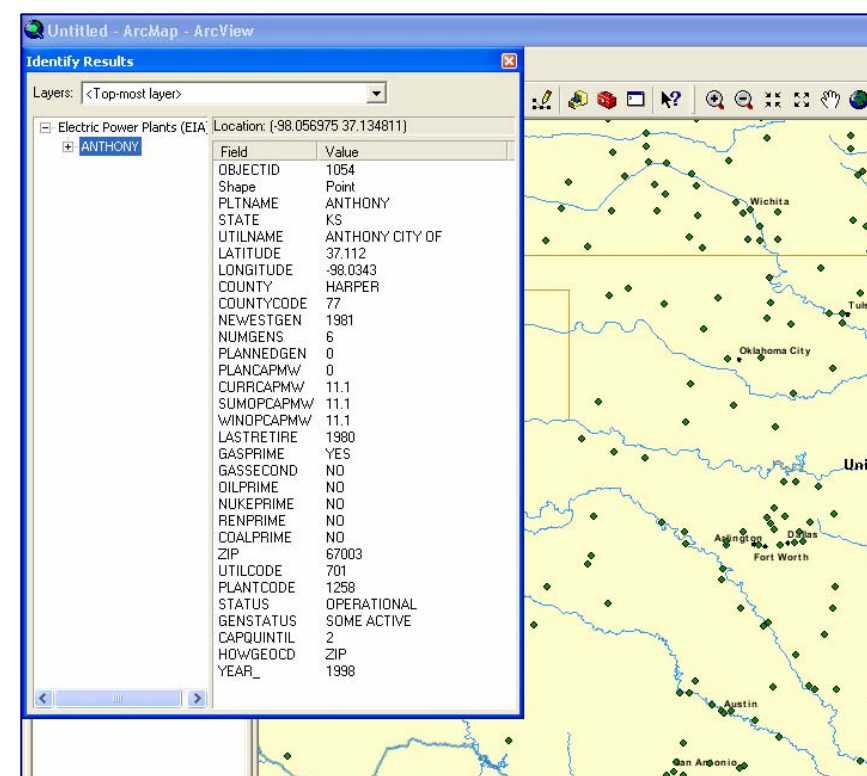 Untitled - ArcMap - ArcView
Identify Results
Layers: <Top-most layer>
Electric Power Plants (EIA
ANTHONY
Location: (-98.056975 37.134811)
Field Value
OBJECTID 1054
Shape Point
PLTNAME ANTHONY
STATE KS
UTILNAME ANTHONY CITY OF
LATITUDE 37.112
LONGITUDE -98.0343
COUNTY HARPER
COUNTYCODE 77
NEWESTGEN 1981
NUMGENS 6
PLANNEDGEN 0
PLANCAPMW 0
CURRCAPMW 11.1
SUMOPCAPMW 11.1
WINOPCAPMW 11.1
LASTRETIRE 1980
GASPRIME YES
GASSECOND NO
OILPRIME NO
NUKEPRIME NO
RENPRIME NO
COALPRIME NO
ZIP 67003
UTILCODE 701
PLANTCODE 1258
STATUS OPERATIONAL
GENSTATUS SOME ACTIVE
CAPQUINTIL 2
HOWGEOCD ZIP
YEAR_ 1998
Wichita
Tuls
Oklahoma City
Uni
Arlington
Dallas
Fort Worth
Austin
San Antonio